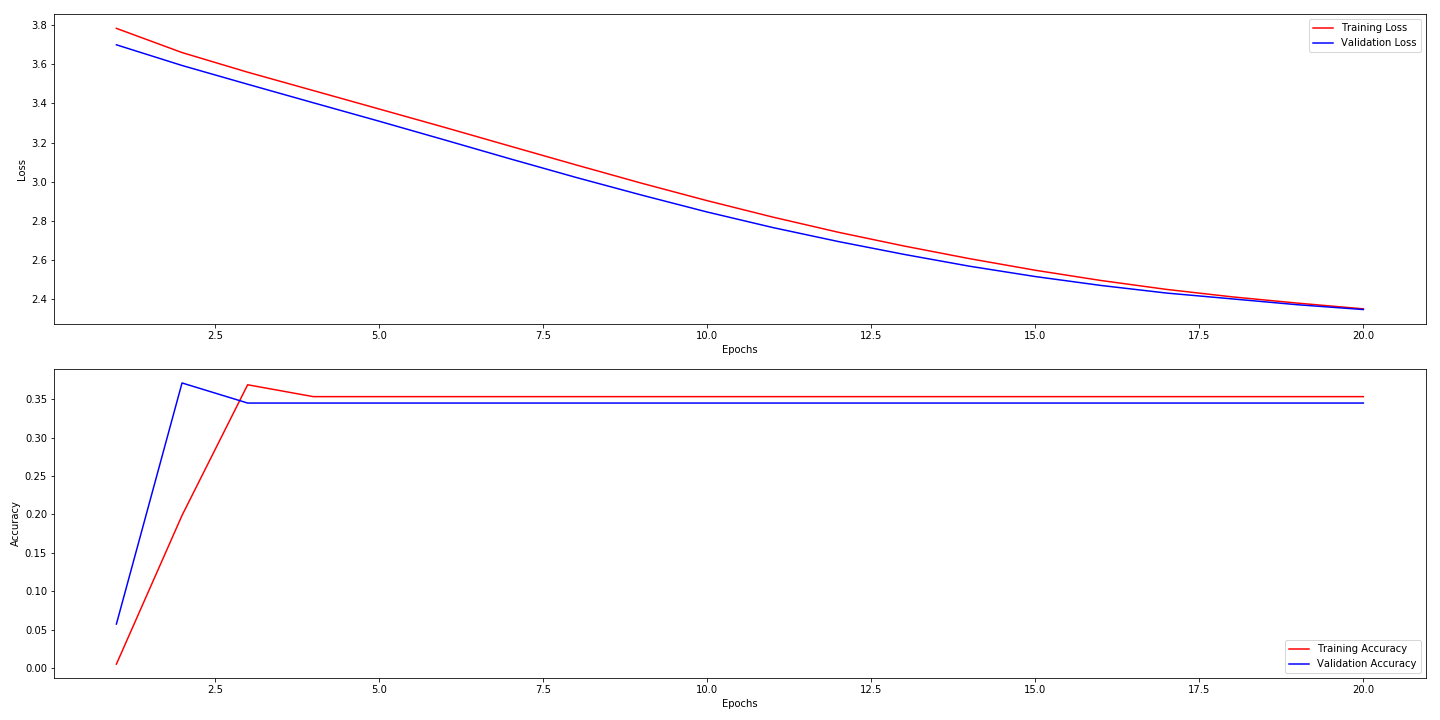 3.8
3.6
3.4
3.2
3.0
2.8
2.6
2.4
Loss
Training Loss
Validation Loss
2.5 5.0 7.5 10.0 12.5 15.0 17.5 20.0
Epochs
0.35
0.30
0.25
0.20
0.15
0.10
0.05
0.00
Accuracy
Training Accuracy
Validation Accuracy
2.5 5.0 7.5 10.0 12.5 15.0 17.5 20.0
Epochs